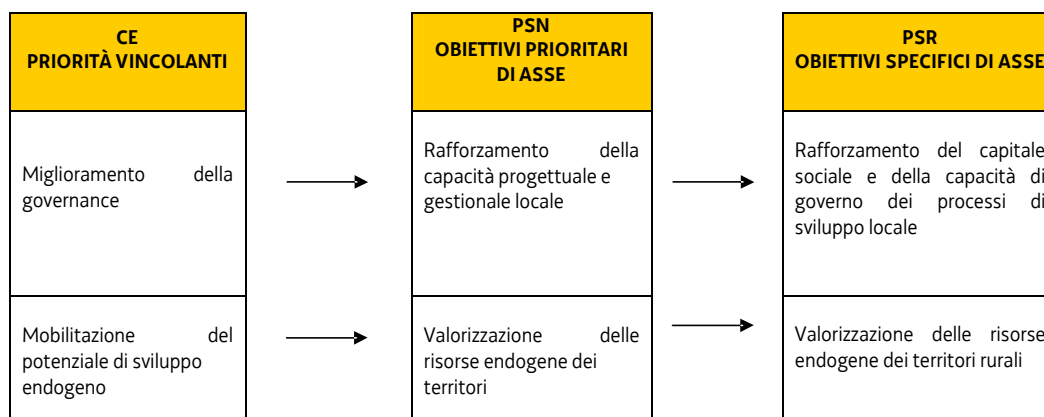 CE
PRIORITÀ VINCOLANTI
PSN
OBIETTIVI PRIORITARI
DI ASSE
PSR
OBIETTIVI SPECIFICI DI ASSE
Miglioramento della
governance
Rafforzamento della
capacità progettuale e
gestionale locale
Rafforzamento del capitale
sociale e della capacità di
governo dei processi di
sviluppo locale
Mobilitazione del
potenziale di sviluppo
endogeno
Valorizzazione delle
risorse endogene dei
territori
Valorizzazione delle risorse
endogene dei territori rurali